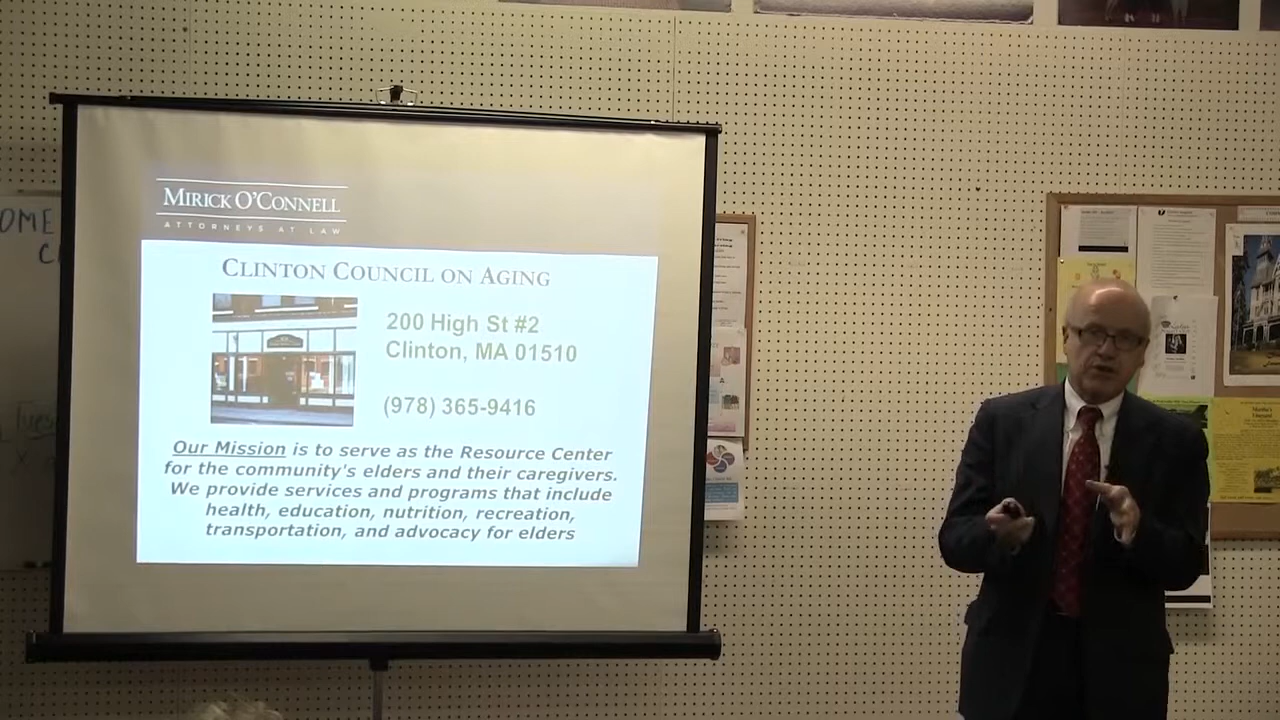 MIRICK O'CONNELL
ATTORNEYS AT LAW
CLINTON COUNCIL ON AGING
200 High St #2
Clinton, MA 01510
(978) 365-9416
Our Mission is to serve as the Resource Center
for the community's elders and their caregivers.
We provide services and programs that include
health, education, nutrition, recreation,
transportation, and advocacy for elders
OME
C
Tues